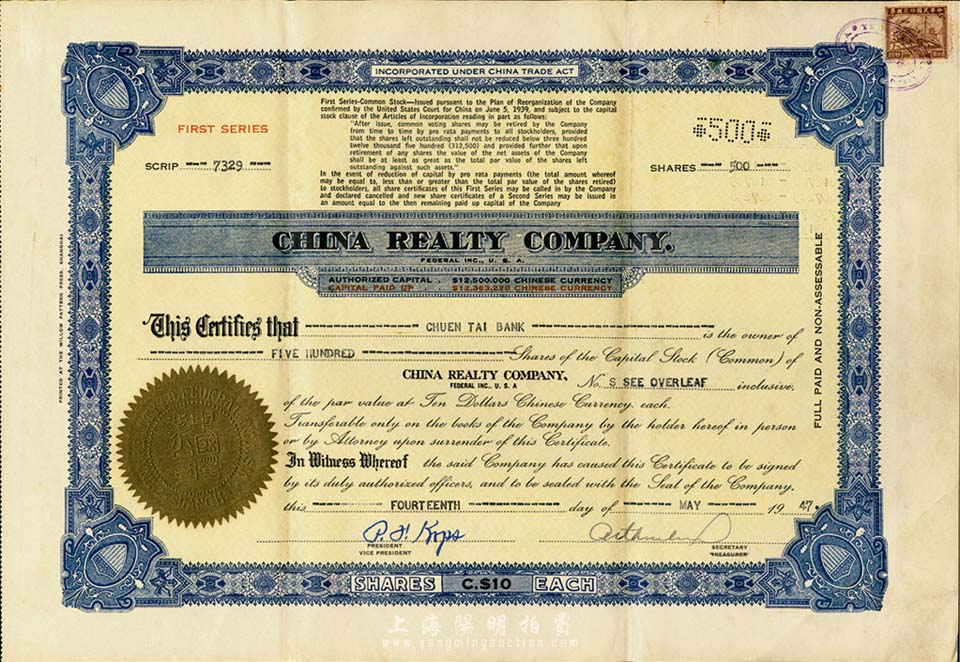 中華民國印花稅票
INCORPORATED UNDER CHINA TRADE ACT
First Series-Common Stock—Issued pursuant to the Plan of Reorganization of the Company
confirmed by the United States Court for China on June 5, 1939, and subject to the capital
stock clause of the Articles of Incorporation reading in part as follows:
"After issue, common voting shares may be retired by the Company
from time to time by pro rata payments to all stockholders, provided
that the shares left outstanding shall not be reduced below three hundred
twelve thousand five hundred (312,500) and provided further that upon
retirement of any shares the value of the net assets of the Company
shall be at least as great as the total par value of the shares left
outstanding against such assets."
In the event of reduction of capital by pro rata payments (the total amount whereof
may be equal to, less than or greater than the total par value of the shares retired)
to stockholders, all share certificates of this First Series may be called in by the Company
and declared cancelled and new share certificates of a Second Series may be issued in
an amount equal to the then remaining paid up capital of the Company
FIRST SERIES
500
SCRIP 7329
SHARES 500
CHINA REALTY COMPANY.
FEDERAL INC., U. S. A.
AUTHORIZED CAPITAL . $12,500,000 CHINESE CURRENCY
CAPITAL PAID UP . $12,363,220 CHINESE CURRENCY
This Certifies that CHUEN TAI BANK is the owner of
FIVE HUNDRED Shares of the Capital Stock (Common) of
CHINA REALTY COMPANY, No. S SEE OVERLEAF inclusive,
FEDERAL INC., U. S. A
of the par value at Ten Dollars Chinese Currency each.
Transferable only on the books of the Company by the holder hereof in person
or by Attorney upon surrender of this Certificate.
In Witness Whereof the said Company has caused this Certificate to be signed
by its duly authorized officers, and to be sealed with the Seal of the Company,
this FOURTEENTH day of MAY 1947.
PRESIDENT
VICE PRESIDENT
SECRETARY
TREASURER
SHARES C.$10 EACH
PRINTED AT THE WILLOW PATTERN PRESS, SHANGHAI
FULL PAID AND NON-ASSESSABLE
上海陽明拍賣
www.yangmingauction.com